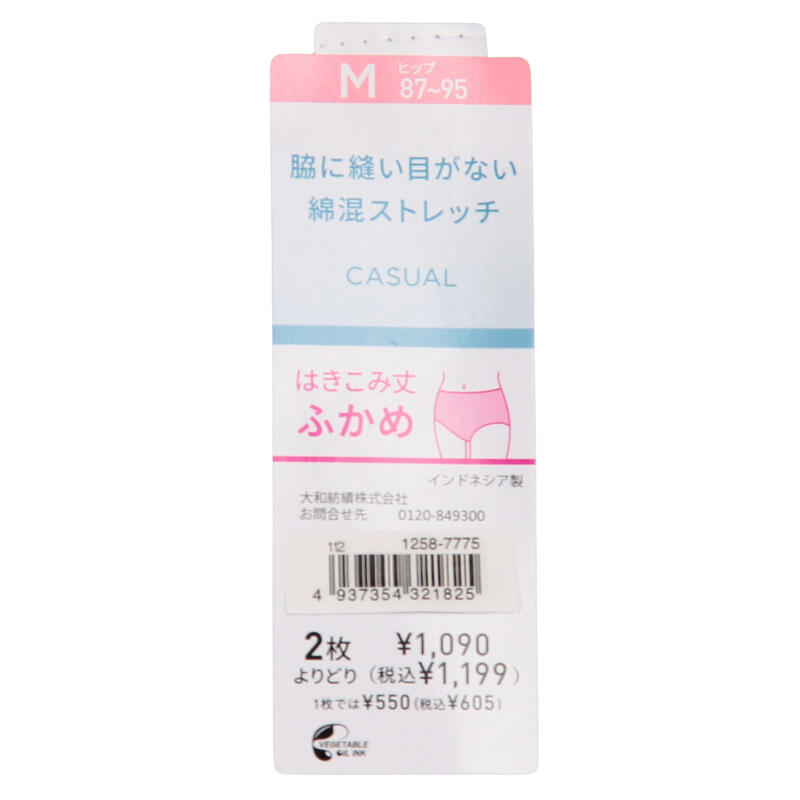 M ヒップ 87~95
脇に縫い目がない
綿混ストレッチ
CASUAL
はきこみ丈
ふかめ
インドネシア製
大和紡績株式会社
お問合せ先 0120-849300
112 1258-7775
4 937354 321825
2枚 ¥1,090
よりどり (税込¥1,199)
1枚では¥550(税込¥605)
VEGETABLE
OIL INK